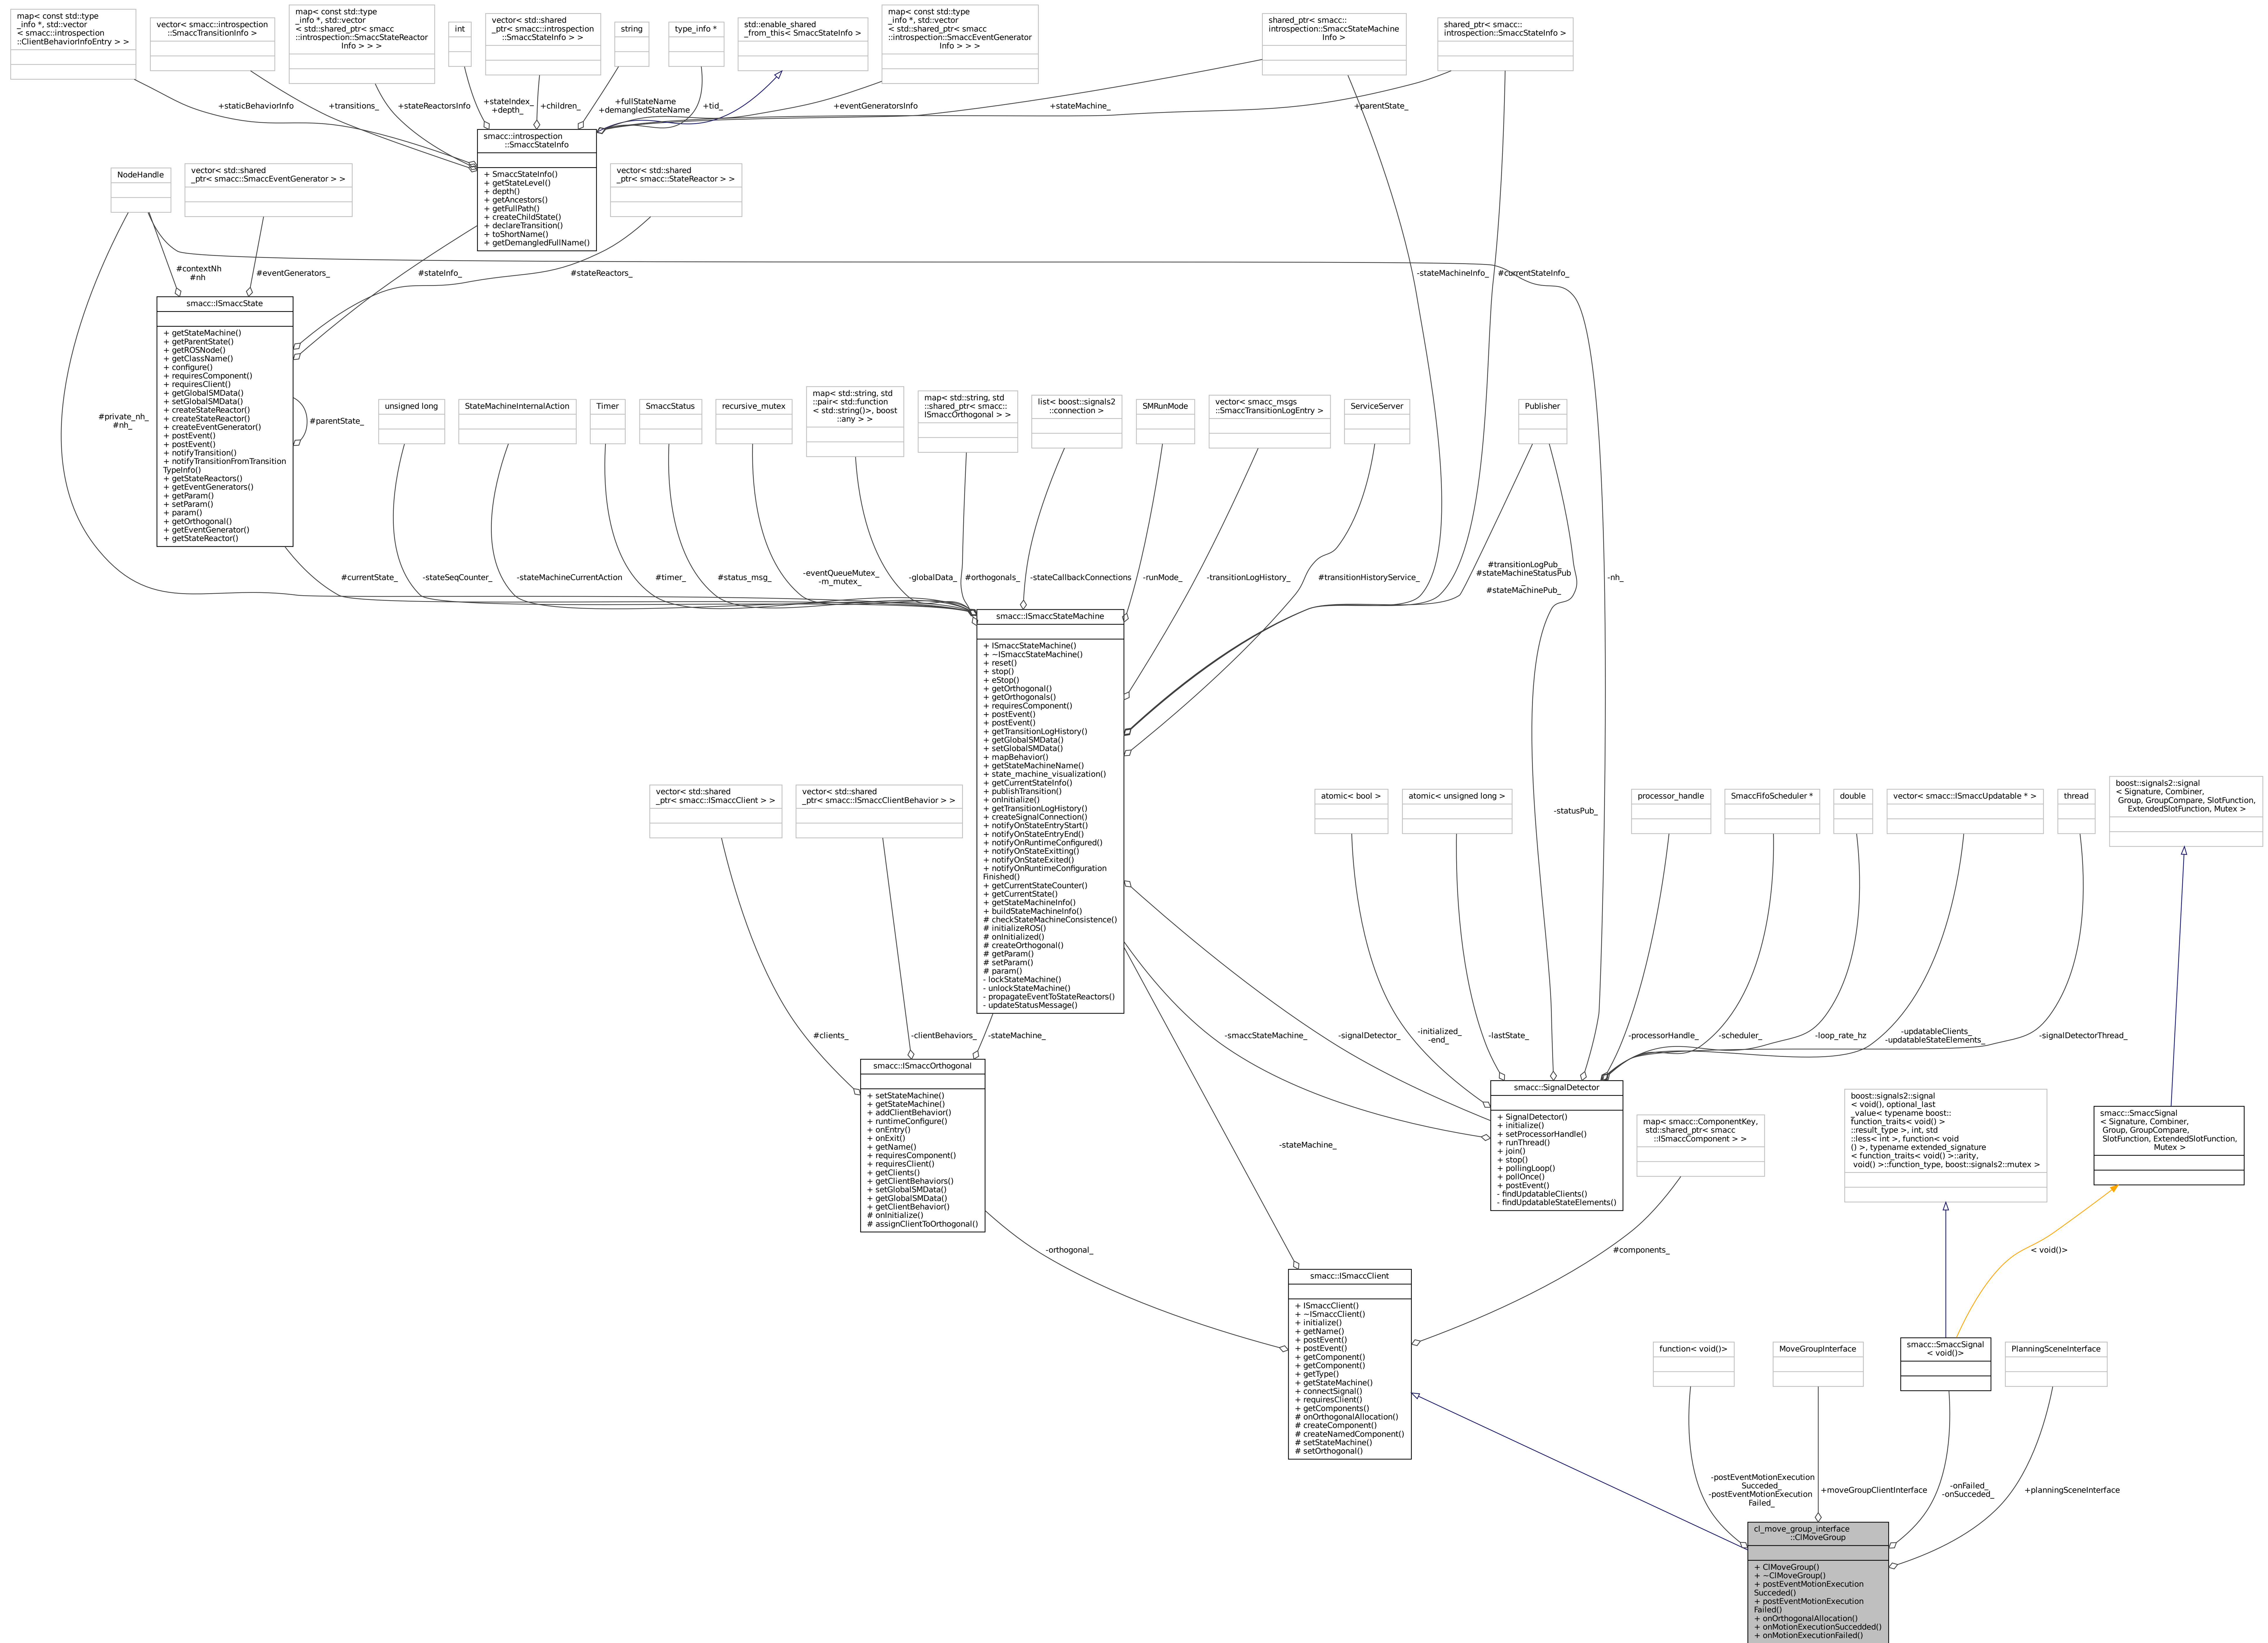 map< const std::type
_info *, std::vector
< smacc::introspection
::ClientBehaviorInfoEntry > >
vector< smacc::introspection
::SmaccTransitionInfo >
map< const std::type
_info *, std::vector
< std::shared_ptr< smacc
::introspection::SmaccStateReactor
Info > > >
int
vector< std::shared
_ptr< smacc::introspection
::SmaccStateInfo > >
string
type_info *
std::enable_shared
_from_this< SmaccStateInfo >
map< const std::type
_info *, std::vector
< std::shared_ptr< smacc
::introspection::SmaccEventGenerator
Info > > >
shared_ptr< smacc::
introspection::SmaccStateMachine
Info >
shared_ptr< smacc::
introspection::SmaccStateInfo >
+staticBehaviorInfo
+transitions_
+stateReactorsInfo
+stateIndex_
+depth_
+children_
+fullStateName
+demangledStateName
+tid_
+eventGeneratorsInfo
+stateMachine_
+parentState_
smacc::introspection
::SmaccStateInfo
+ SmaccStateInfo()
+ getStateLevel()
+ depth()
+ getAncestors()
+ getFullPath()
+ createChildState()
+ declareTransition()
+ toShortName()
+ getDemangledFullName()
NodeHandle
vector< std::shared
_ptr< smacc::SmaccEventGenerator > >
vector< std::shared
_ptr< smacc::StateReactor > >
#contextNh
#nh
#eventGenerators_
#stateInfo_
#stateReactors_
-stateMachineInfo_
#currentStateInfo_
smacc::ISmaccState
+ getStateMachine()
+ getParentState()
+ getROSNode()
+ getClassName()
+ configure()
+ requiresComponent()
+ requiresClient()
+ getGlobalSMData()
+ setGlobalSMData()
+ createStateReactor()
+ createStateReactor()
+ createEventGenerator()
+ postEvent()
+ postEvent()
+ notifyTransition()
+ notifyTransitionFromTransition
TypeInfo()
+ getStateReactors()
+ getEventGenerators()
+ getParam()
+ setParam()
+ param()
+ getOrthogonal()
+ getEventGenerator()
+ getStateReactor()
#private_nh_
#nh_
#parentState_
unsigned long
StateMachineInternalAction
Timer
SmaccStatus
recursive_mutex
map< std::string, std
::pair< std::function
< std::string()>, boost
::any > >
map< std::string, std
::shared_ptr< smacc::
ISmaccOrthogonal > >
list< boost::signals2
::connection >
SMRunMode
vector< smacc_msgs
::SmaccTransitionLogEntry >
ServiceServer
Publisher
#currentState_
-stateSeqCounter_
-stateMachineCurrentAction
#timer_
#status_msg_
-eventQueueMutex_
-m_mutex_
-globalData_
#orthogonals_
-stateCallbackConnections
-runMode_
-transitionLogHistory_
#transitionHistoryService_
#transitionLogPub_
#stateMachineStatusPub
_
#stateMachinePub_
-nh_
smacc::ISmaccStateMachine
+ ISmaccStateMachine()
+ ~ISmaccStateMachine()
+ reset()
+ stop()
+ eStop()
+ getOrthogonal()
+ getOrthogonals()
+ requiresComponent()
+ postEvent()
+ postEvent()
+ getTransitionLogHistory()
+ getGlobalSMData()
+ setGlobalSMData()
+ mapBehavior()
+ getStateMachineName()
+ state_machine_visualization()
+ getCurrentStateInfo()
+ publishTransition()
+ onInitialize()
+ getTransitionLogHistory()
+ createSignalConnection()
+ notifyOnStateEntryStart()
+ notifyOnStateEntryEnd()
+ notifyOnRuntimeConfigured()
+ notifyOnStateExitting()
+ notifyOnStateExited()
+ notifyOnRuntimeConfiguration
Finished()
+ getCurrentStateCounter()
+ getCurrentState()
+ getStateMachineInfo()
+ buildStateMachineInfo()
# checkStateMachineConsistence()
# initializeROS()
# onInitialized()
# createOrthogonal()
# getParam()
# setParam()
# param()
- lockStateMachine()
- unlockStateMachine()
- propagateEventToStateReactors()
- updateStatusMessage()
vector< std::shared
_ptr< smacc::ISmaccClient > >
vector< std::shared
_ptr< smacc::ISmaccClientBehavior > >
atomic< bool >
atomic< unsigned long >
-statusPub_
processor_handle
SmaccFifoScheduler *
double
vector< smacc::ISmaccUpdatable * >
thread
boost::signals2::signal
< Signature, Combiner,
Group, GroupCompare, SlotFunction,
ExtendedSlotFunction, Mutex >
#clients_
-clientBehaviors_
-stateMachine_
-smaccStateMachine_
-signalDetector_
-initialized_
-end_
-lastState_
-processorHandle_
-scheduler_
-loop_rate_hz
-updatableClients_
-updatableStateElements_
-signalDetectorThread_
smacc::ISmaccOrthogonal
+ setStateMachine()
+ getStateMachine()
+ addClientBehavior()
+ runtimeConfigure()
+ onEntry()
+ onExit()
+ getName()
+ requiresComponent()
+ requiresClient()
+ getClients()
+ getClientBehaviors()
+ setGlobalSMData()
+ getGlobalSMData()
+ getClientBehavior()
# onInitialize()
# assignClientToOrthogonal()
smacc::SignalDetector
+ SignalDetector()
+ initialize()
+ setProcessorHandle()
+ runThread()
+ join()
+ stop()
+ pollingLoop()
+ pollOnce()
+ postEvent()
- findUpdatableClients()
- findUpdatableStateElements()
map< smacc::ComponentKey,
std::shared_ptr< smacc
::ISmaccComponent > >
boost::signals2::signal
< void(), optional_last
_value< typename boost::
function_traits< void() >
::result_type >, int, std
::less< int >, function< void
() >, typename extended_signature
< function_traits< void() >::arity,
void() >::function_type, boost::signals2::mutex >
smacc::SmaccSignal
< Signature, Combiner,
Group, GroupCompare,
SlotFunction, ExtendedSlotFunction,
Mutex >
-stateMachine_
-orthogonal_
#components_
< void()>
smacc::ISmaccClient
+ ISmaccClient()
+ ~ISmaccClient()
+ initialize()
+ getName()
+ postEvent()
+ postEvent()
+ getComponent()
+ getComponent()
+ getType()
+ getStateMachine()
+ connectSignal()
+ requiresClient()
+ getComponents()
# onOrthogonalAllocation()
# createComponent()
# createNamedComponent()
# setStateMachine()
# setOrthogonal()
function< void()>
MoveGroupInterface
smacc::SmaccSignal
< void()>
PlanningSceneInterface
-postEventMotionExecution
Succeded_
-postEventMotionExecution
Failed_
+moveGroupClientInterface
-onFailed_
-onSucceded_
+planningSceneInterface
cl_move_group_interface
::ClMoveGroup
+ ClMoveGroup()
+ ~ClMoveGroup()
+ postEventMotionExecution
Succeded()
+ postEventMotionExecution
Failed()
+ onOrthogonalAllocation()
+ onMotionExecutionSuccedded()
+ onMotionExecutionFailed()